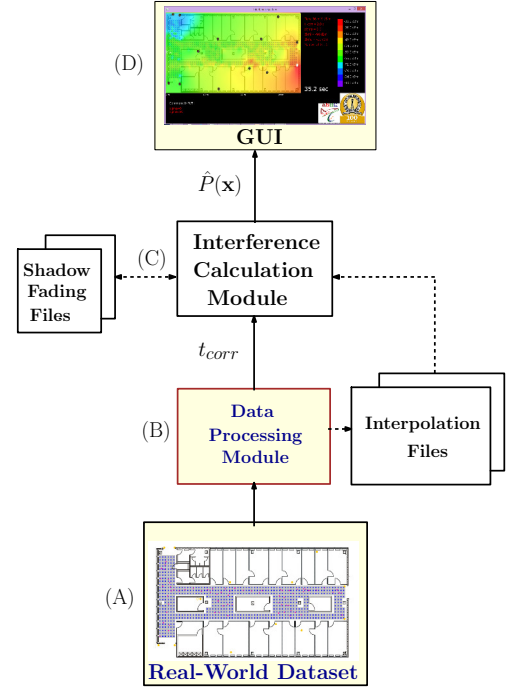 (D)
35.2 sec
100
GUI
P̂(x)
(C)
Shadow
Fading
Files
Interference
Calculation
Module
t_corr
(B)
Data
Processing
Module
Interpolation
Files
(A)
Real-World Dataset